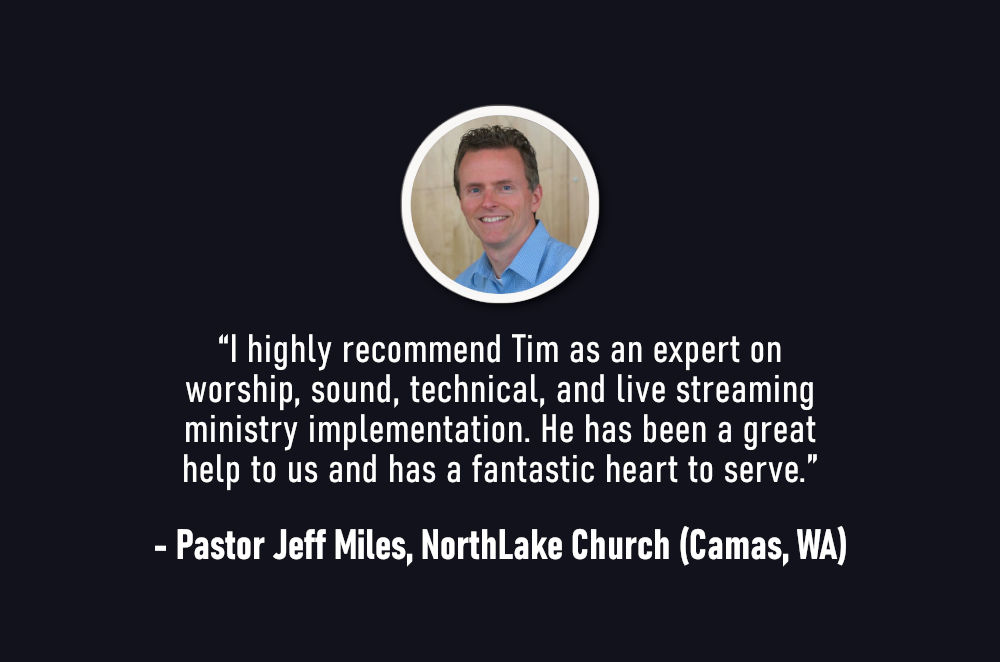 “I highly recommend Tim as an expert on
worship, sound, technical, and live streaming
ministry implementation. He has been a great
help to us and has a fantastic heart to serve.”
- Pastor Jeff Miles, NorthLake Church (Camas, WA)